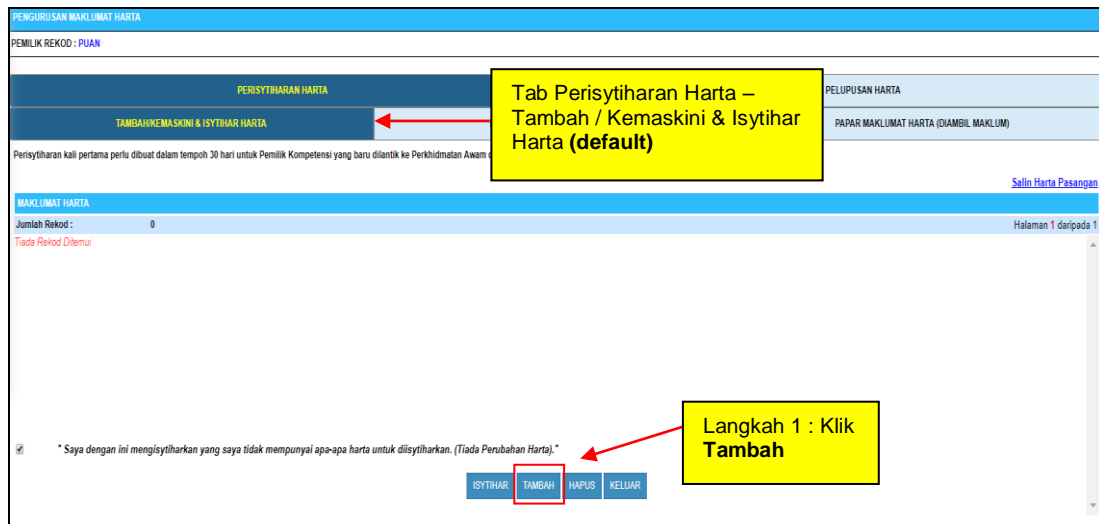 PENGURUSAN MAKLUMAT HARTA
PEMILIK REKOD : PUAN
PERISYTIHARAN HARTA
PELUPUSAN HARTA
TAMBAH/KEMASKINI & ISYTIHAR HARTA
PAPAR MAKLUMAT HARTA (DIAMBIL MAKLUM)
Tab Perisytiharan Harta –
Tambah / Kemaskini & Isytihar
Harta (default)
Perisytiharan kali pertama perlu dibuat dalam tempoh 30 hari untuk Pemilik Kompetensi yang baru dilantik ke Perkhidmatan Awam
Salin Harta Pasangan
MAKLUMAT HARTA
Jumlah Rekod : 0 Halaman 1 daripada 1
Tiada Rekod Ditemui
Langkah 1 : Klik
Tambah
" Saya dengan ini mengisytiharkan yang saya tidak mempunyai apa-apa harta untuk diisytiharkan. (Tiada Perubahan Harta)."
ISYTIHAR TAMBAH HAPUS KELUAR